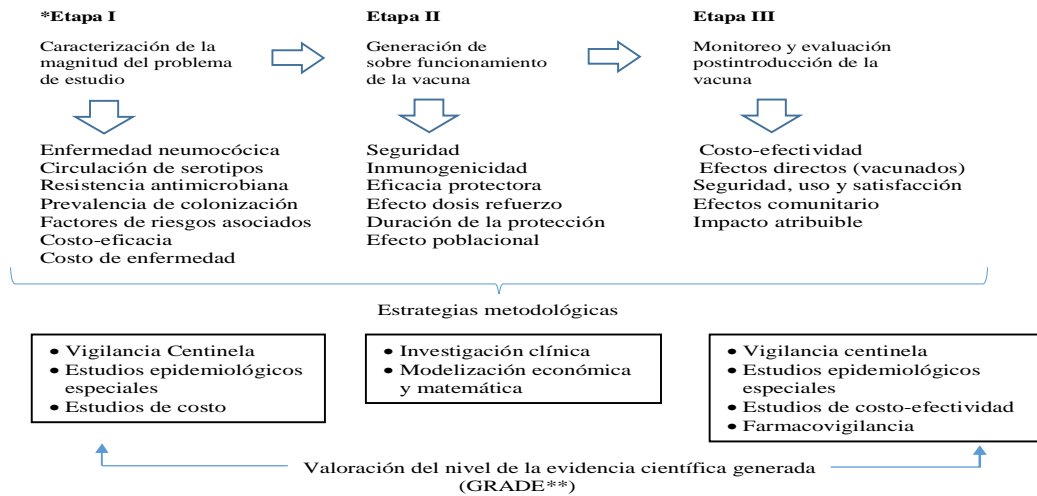 *Etapa I
Caracterización de la
magnitud del problema
de estudio
Etapa II
Generación de
sobre funcionamiento
de la vacuna
Etapa III
Monitoreo y evaluación
postintroducción de la
vacuna
Enfermedad neumocócica
Circulación de serotipos
Resistencia antimicrobiana
Prevalencia de colonización
Factores de riesgos asociados
Costo-eficacia
Costo de enfermedad
Seguridad
Inmunogenicidad
Eficacia protectora
Efecto dosis refuerzo
Duración de la protección
Efecto poblacional
Costo-efectividad
Efectos directos (vacunados)
Seguridad, uso y satisfacción
Efectos comunitario
Impacto atribuible
Estrategias metodológicas
• Vigilancia Centinela
• Estudios epidemiológicos
especiales
• Estudios de costo
• Investigación clínica
• Modelización económica
y matemática
• Vigilancia centinela
• Estudios epidemiológicos
especiales
• Estudios de costo-efectividad
• Farmacovigilancia
Valoración del nivel de la evidencia científica generada
(GRADE**)